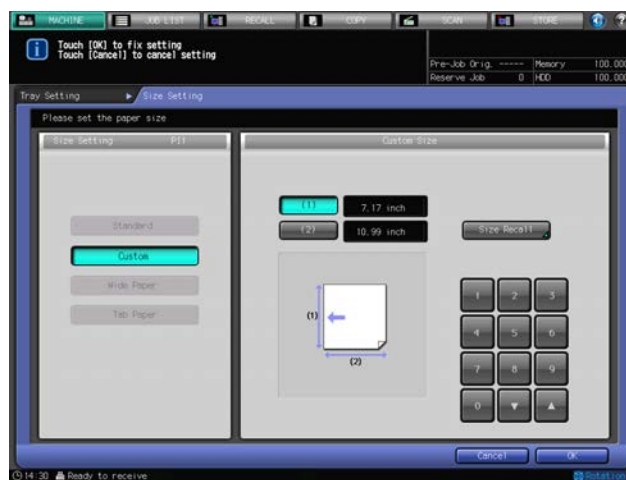 MACHINE JOB LIST RECALL COPY SCAN STORE
Touch [OK] to fix setting
Touch [Cancel] to cancel setting
Pre-Job Orig. ----- Memory 100.000
Reserve Job 0 HDD 100.000
Tray Setting ▶ Size Setting
Please set the paper size
Size Setting
Custom Size
(1) 7.17 inch
Standard
(2) 10.99 inch
Size Recall
Custom
Wide Paper
1 2 3
Tab Paper
(1)
4 5 6
(2)
7 8 9
0 ▼ ▲
Cancel OK
14:30 Ready to receive Rotation